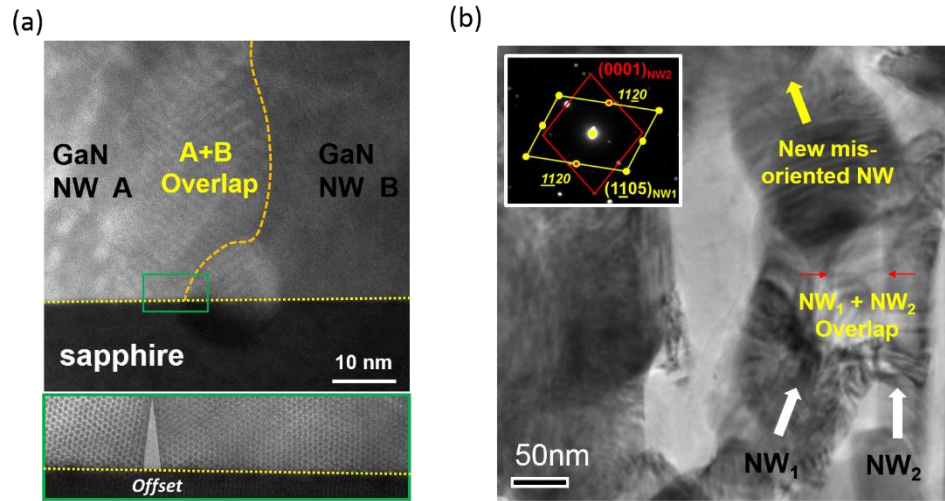 (a)
GaN
NW A
A+B
Overlap
GaN
NW B
sapphire
10 nm
Offset
(b)
(0001)NW2
1120
1120
(1105)NW1
New mis-
oriented NW
NW1 + NW2
Overlap
NW1
NW2
50nm